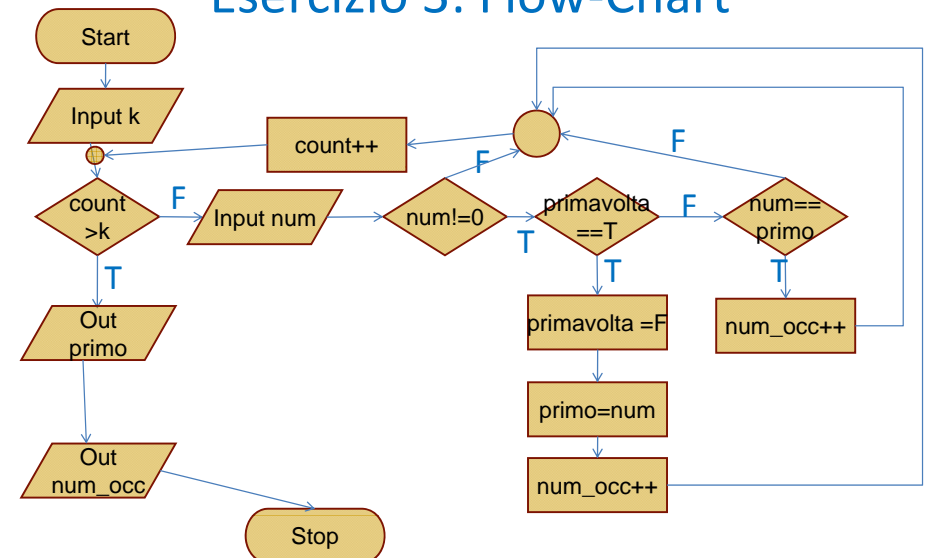 Esercizio 3: Flow-Chart
Start
Input k
count++
count
>k
F
T
Input num
num!=0
F
T
primavolta
==T
F
T
num==
primo
F
T
primavolta =F
primo=num
num_occ++
num_occ++
Out
primo
Out
num_occ
Stop